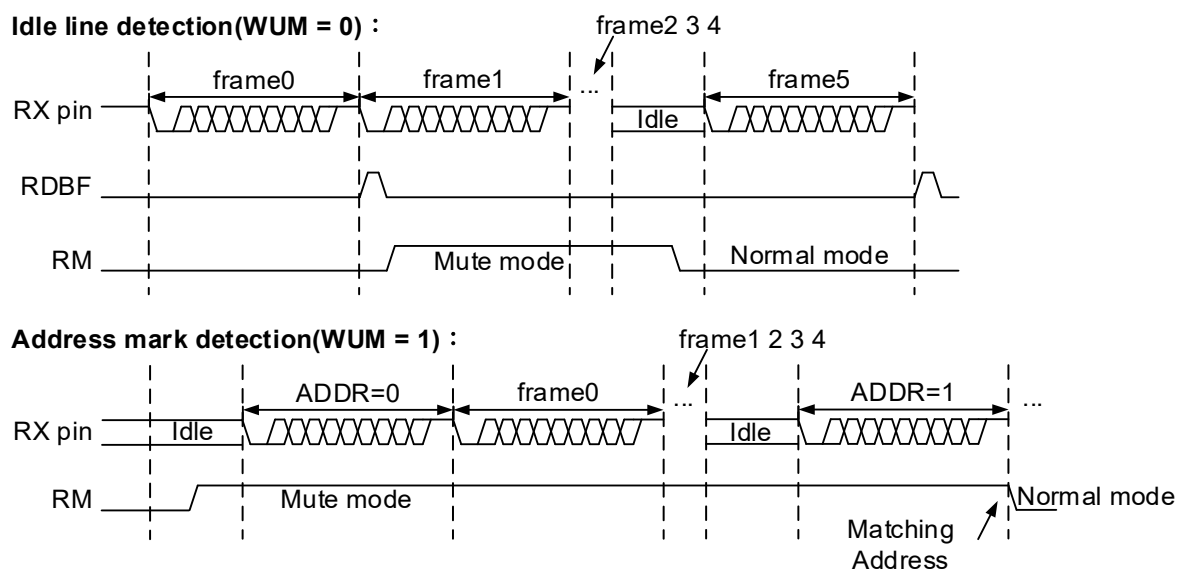 Idle line detection(WUM = 0) :
frame2 3 4
frame0
frame1
...
frame5
RX pin
Idle
RDBF
RM
Mute mode
Normal mode
Address mark detection(WUM = 1) :
frame1 2 3 4
ADDR=0
frame0
...
ADDR=1
...
RX pin
Idle
Idle
RM
Mute mode
Normal mode
Matching
Address